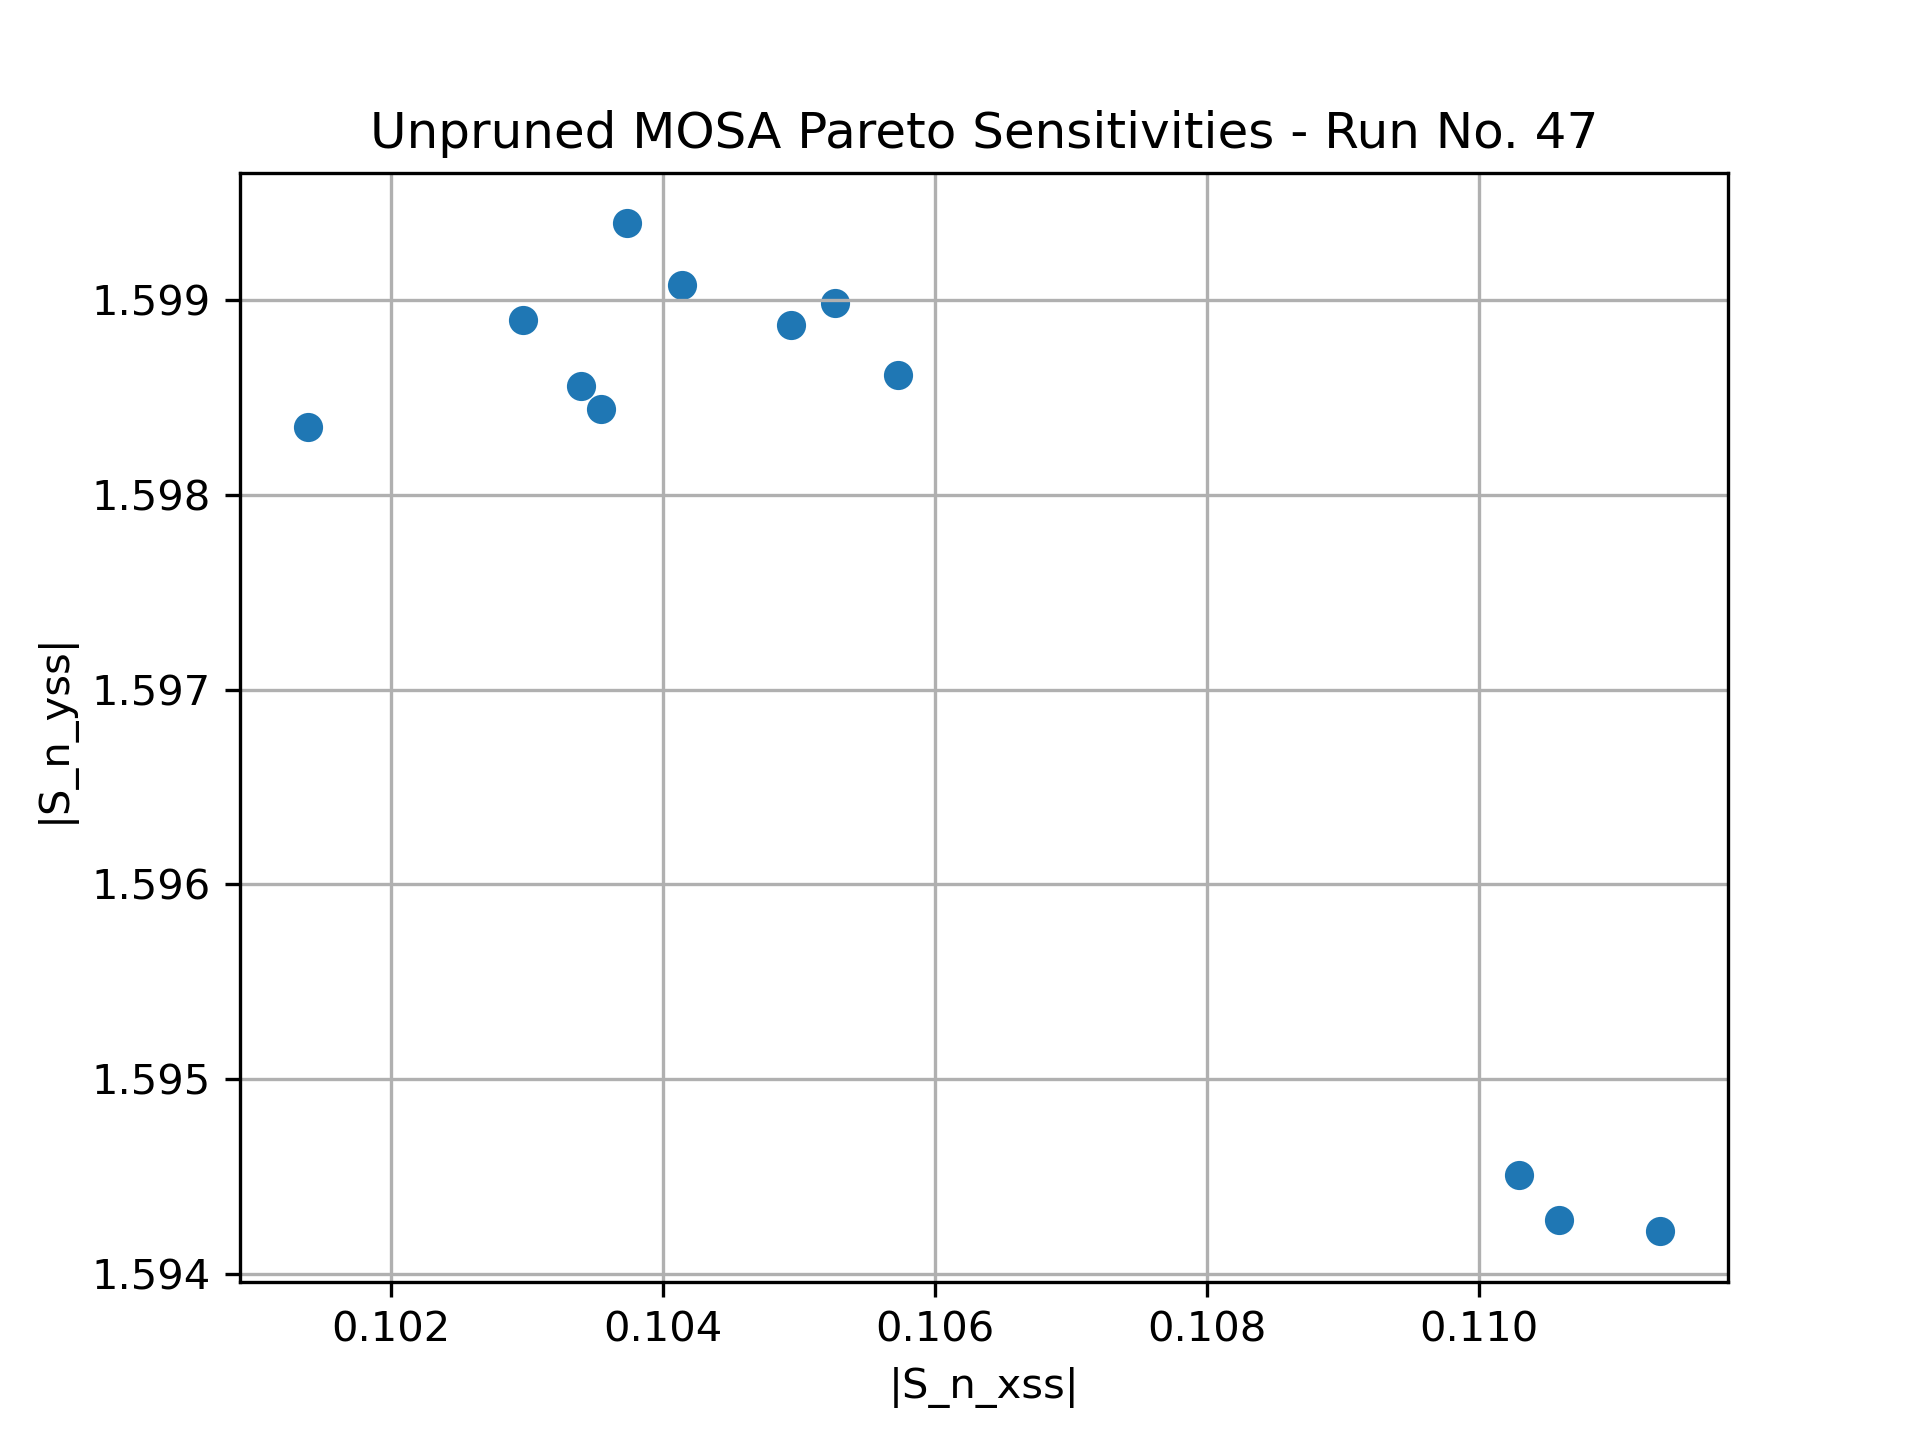 Unpruned MOSA Pareto Sensitivities - Run No. 47
1.599
1.598
1.597
1.596
1.595
1.594
|S_n_yss|
0.102 0.104 0.106 0.108 0.110
|S_n_xss|